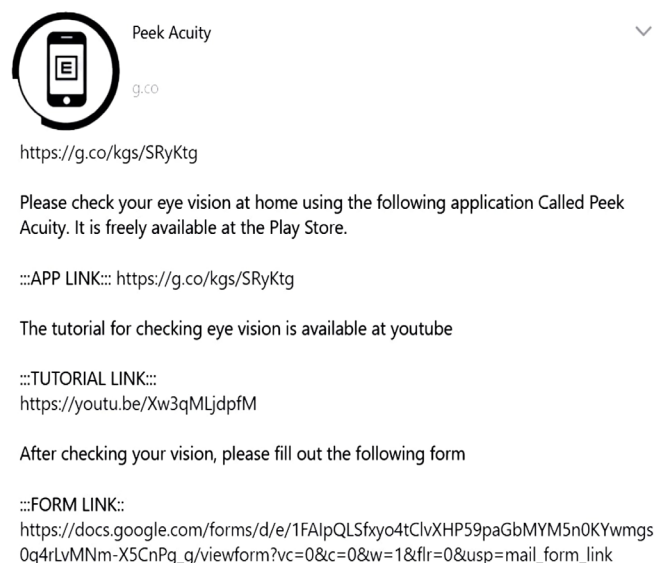 Peek Acuity
g.co
E
https://g.co/kgs/SRyKtg
Please check your eye vision at home using the following application Called Peek
Acuity. It is freely available at the Play Store.
:::APP LINK::: https://g.co/kgs/SRyKtg
The tutorial for checking eye vision is available at youtube
:::TUTORIAL LINK:::
https://youtu.be/Xw3qMLjdpfM
After checking your vision, please fill out the following form
:::FORM LINK::
https://docs.google.com/forms/d/e/1FAIpQLSfxyo4tClvXHP59paGbMYM5n0KYwmgs
0q4rLvMNm-X5CnPq_g/viewform?vc=0&c=0&w=1&flr=0&usp=mail_form_link